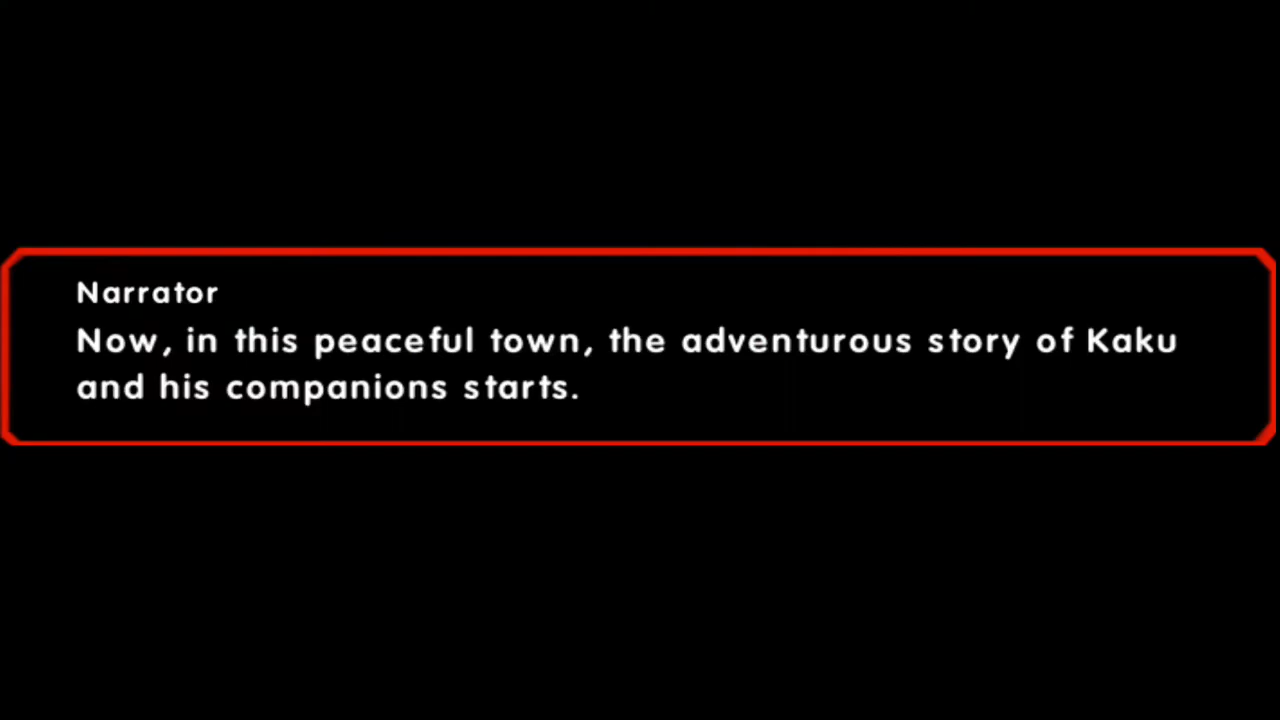 Narrator
Now, in this peaceful town, the adventurous story of Kaku
and his companions starts.